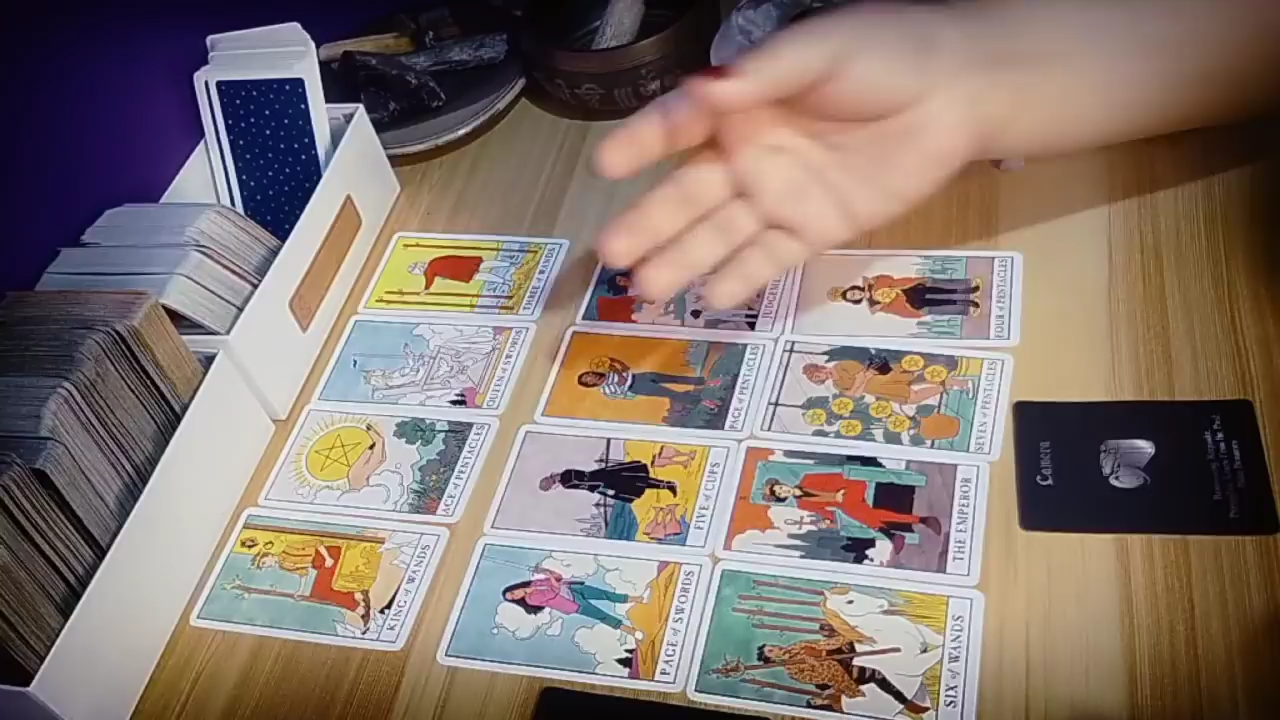 THREE of WANDS
QUEEN of SWORDS
ACE of PENTACLES
KING of WANDS
JUDGEME
PAGE of PENTACLES
FIVE of CUPS
PAGE of SWORDS
FOUR of PENTACLES
SEVEN of PENTACLES
THE EMPEROR
SIX of WANDS
Camera